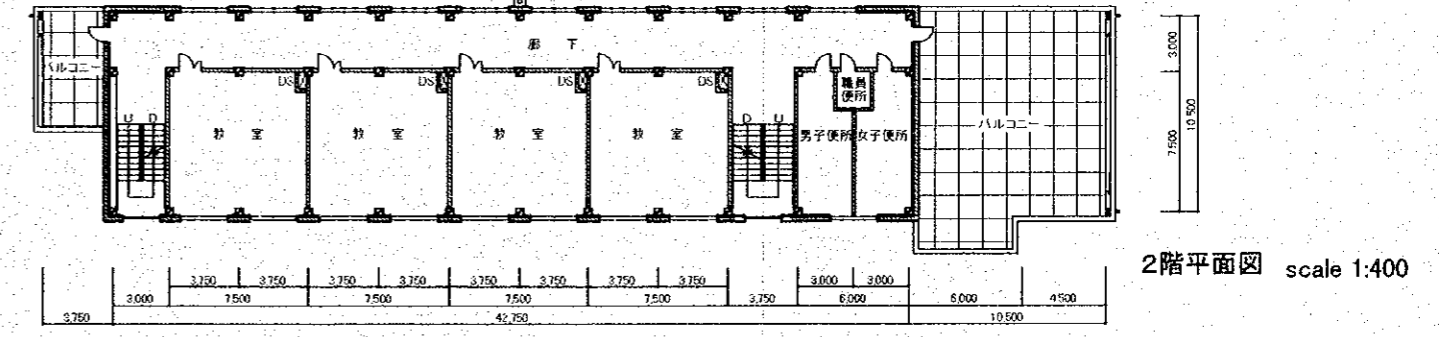 廊 下
バルコニー
DS
DS
DS
DS
職員
便所
U D
教 室
教 室
教 室
教 室
D U
男子便所
女子便所
バルコニー
3,000
7,500
10,500
2階平面図 scale 1:400
3,750 3,750 3,750 3,750 3,750 3,750 3,750 3,750 3,000 3,000
3,000 7,500 7,500 7,500 7,500 3,750 6,000 6,000 4,500
3,750 42,750 10,500